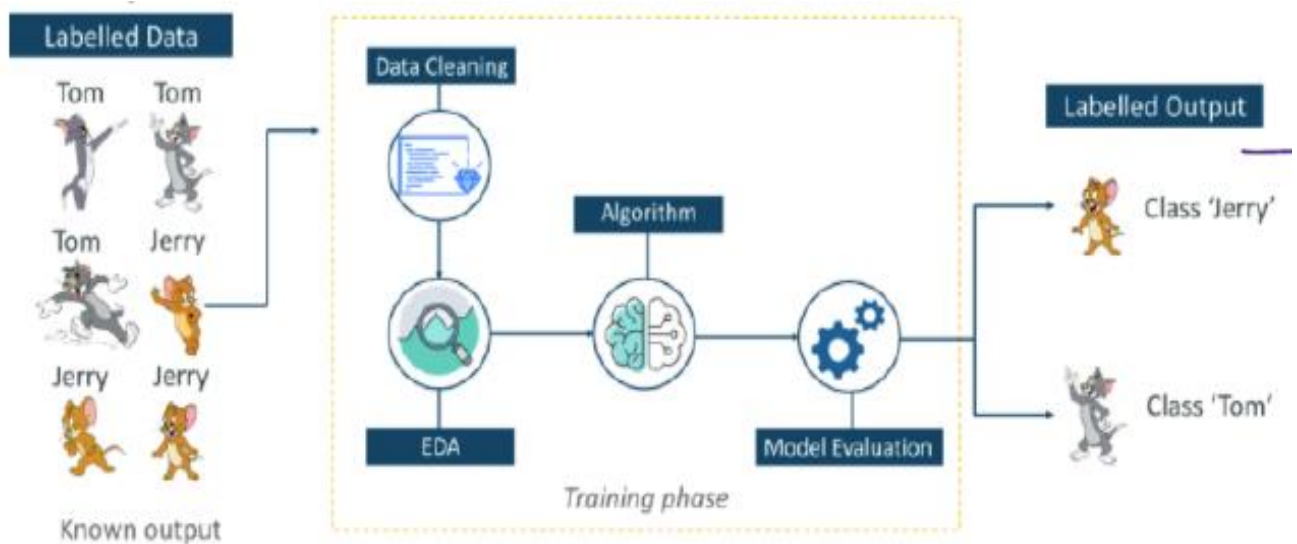 Labelled Data
Tom Tom
Tom Jerry
Jerry Jerry
Known output
Data Cleaning
EDA
Algorithm
Model Evaluation
Training phase
Labelled Output
Class ‘Jerry’
Class ‘Tom’